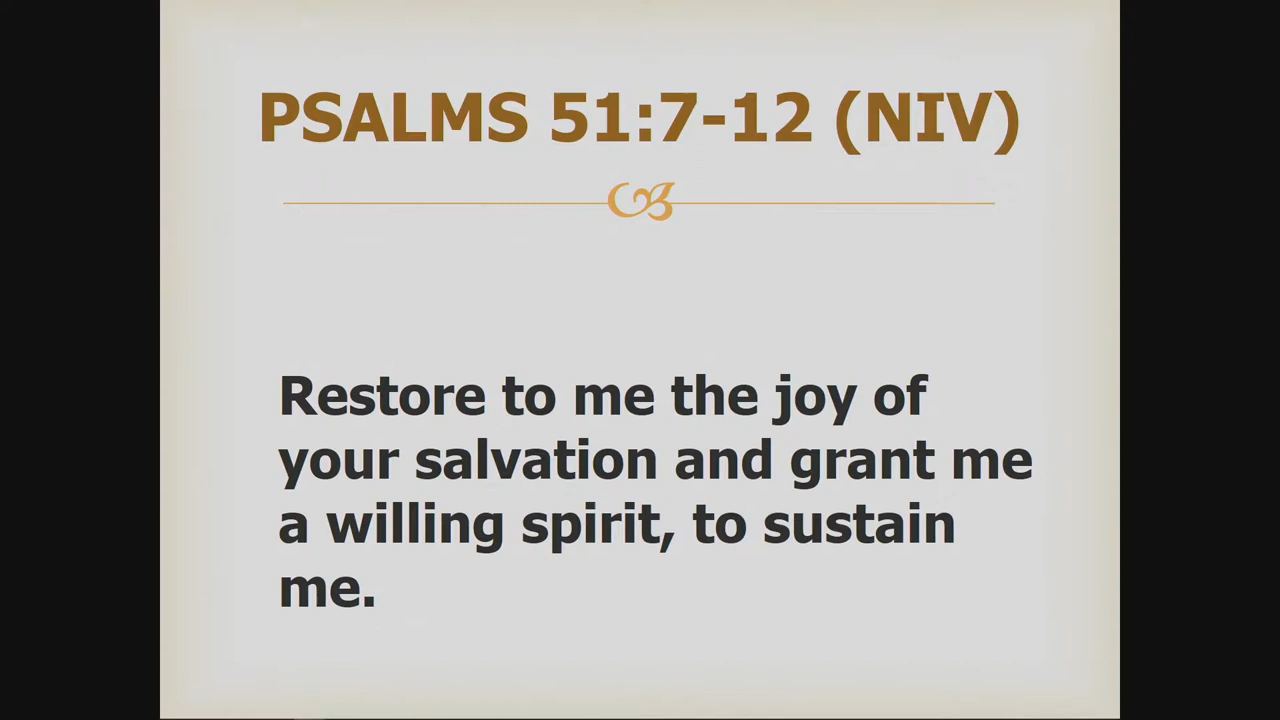 PSALMS 51:7-12 (NIV)
Restore to me the joy of
your salvation and grant me
a willing spirit, to sustain
me.